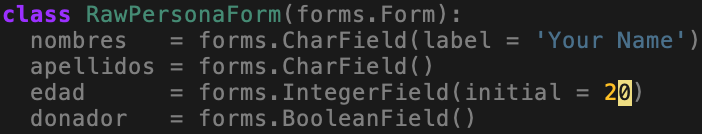 class RawPersonaForm(forms.Form):
  nombres   = forms.CharField(label = 'Your Name')
  apellidos = forms.CharField()
  edad      = forms.IntegerField(initial = 20)
  donador   = forms.BooleanField()